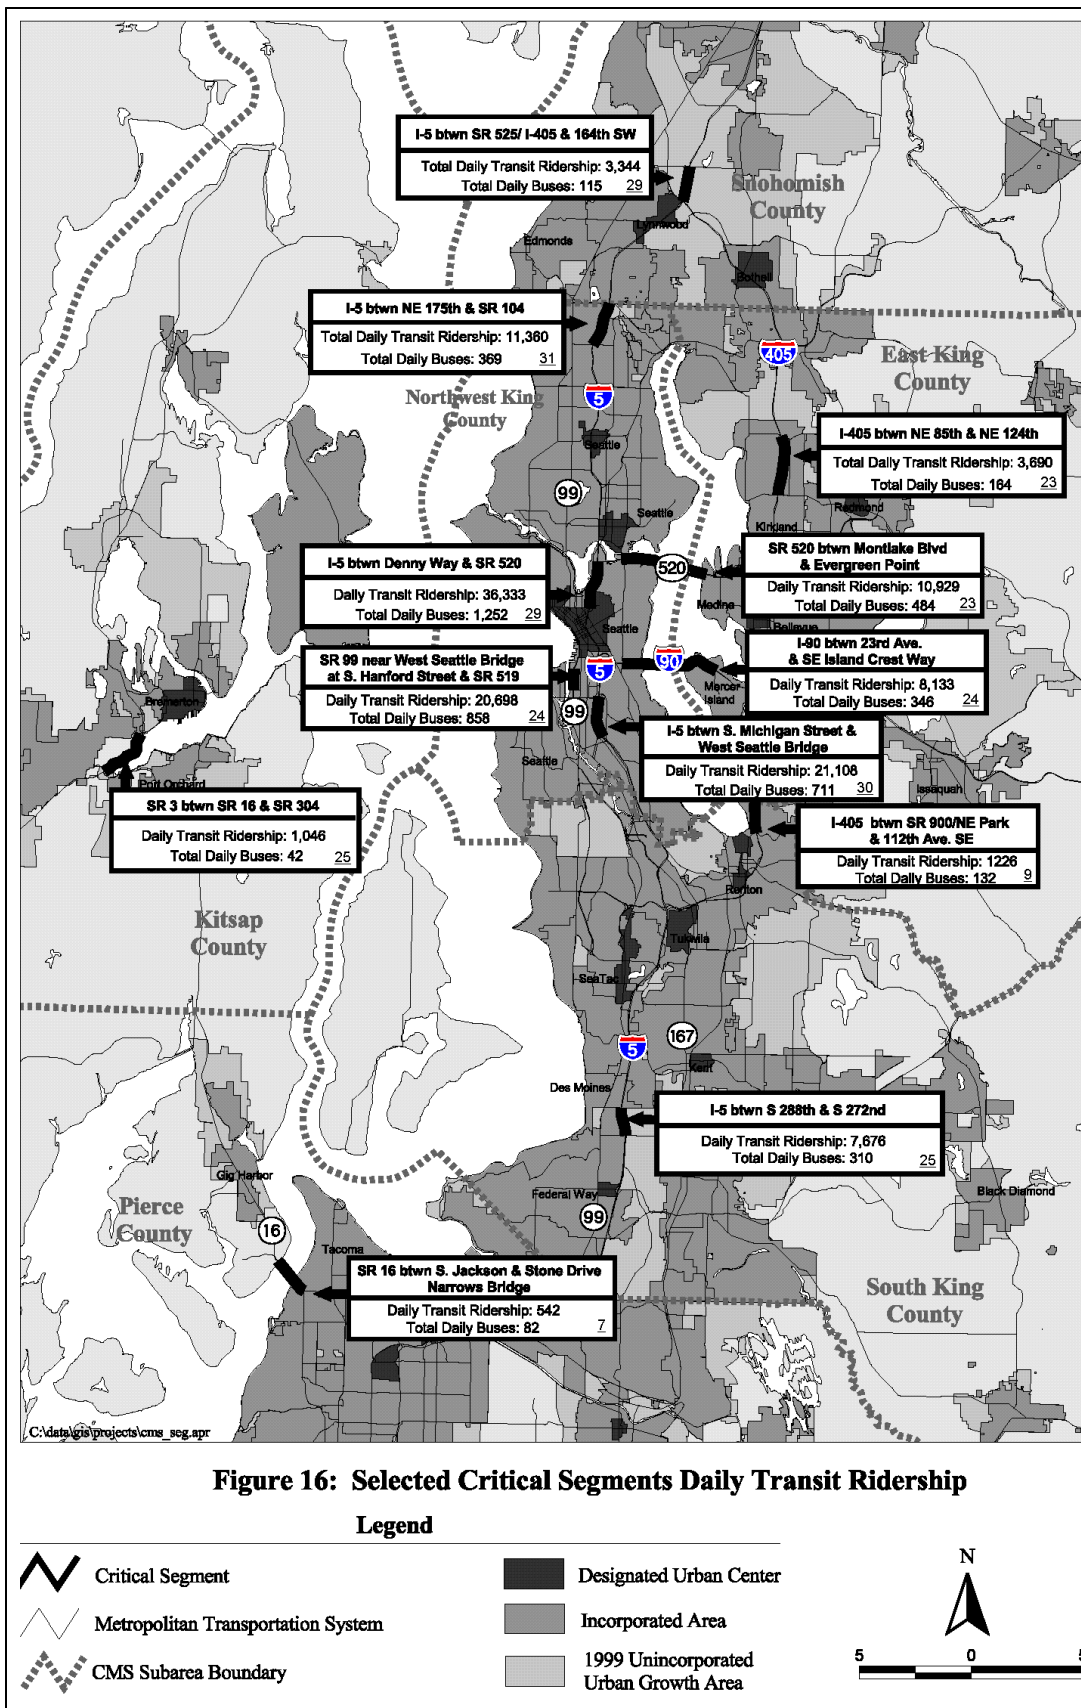 I-5 btwn SR 525/ I-405 & 164th SW
Total Daily Transit Ridership: 3,344
Total Daily Buses: 115 29
Snohomish
County
Lynnwood
Edmonds
Bothell
I-5 btwn NE 175th & SR 104
Total Daily Transit Ridership: 11,360
Total Daily Buses: 369 31
405
East King
County
Northwest King
County
5
I-405 btwn NE 85th & NE 124th
Total Daily Transit Ridership: 3,690
Total Daily Buses: 164 23
Seattle
99
Seattle
Redmond
Kirkland
I-5 btwn Denny Way & SR 520
Daily Transit Ridership: 36,333
Total Daily Buses: 1,252 29
520
SR 520 btwn Montlake Blvd
& Evergreen Point
Daily Transit Ridership: 10,929
Total Daily Buses: 484 23
Medina
Bellevue
Seattle
SR 99 near West Seattle Bridge
at S. Hanford Street & SR 519
Daily Transit Ridership: 20,698
Total Daily Buses: 858 24
5
90
I-90 btwn 23rd Ave.
& SE Island Crest Way
Daily Transit Ridership: 8,133
Total Daily Buses: 346 24
Mercer
Island
99
Bremerton
Seattle
I-5 btwn S. Michigan Street &
West Seattle Bridge
Daily Transit Ridership: 21,108
Total Daily Buses: 711 30
Issaquah
Port Orchard
SR 3 btwn SR 16 & SR 304
Daily Transit Ridership: 1,046
Total Daily Buses: 42 25
I-405 btwn SR 900/NE Park
& 112th Ave. SE
Daily Transit Ridership: 1226
Total Daily Buses: 132 9
Renton
Kitsap
County
Tukwila
SeaTac
167
5
Kent
Des Moines
I-5 btwn S 288th & S 272nd
Daily Transit Ridership: 7,676
Total Daily Buses: 310 25
Gig Harbor
Federal Way
Black Diamond
Pierce
County
99
16
Tacoma
SR 16 btwn S. Jackson & Stone Drive
Narrows Bridge
Daily Transit Ridership: 542
Total Daily Buses: 82 7
South King
County
C:\data\gis\projects\cms_seg.apr
Figure 16: Selected Critical Segments Daily Transit Ridership
Legend
Critical Segment
Metropolitan Transportation System
CMS Subarea Boundary
Designated Urban Center
Incorporated Area
1999 Unincorporated
Urban Growth Area
N
5 0 5